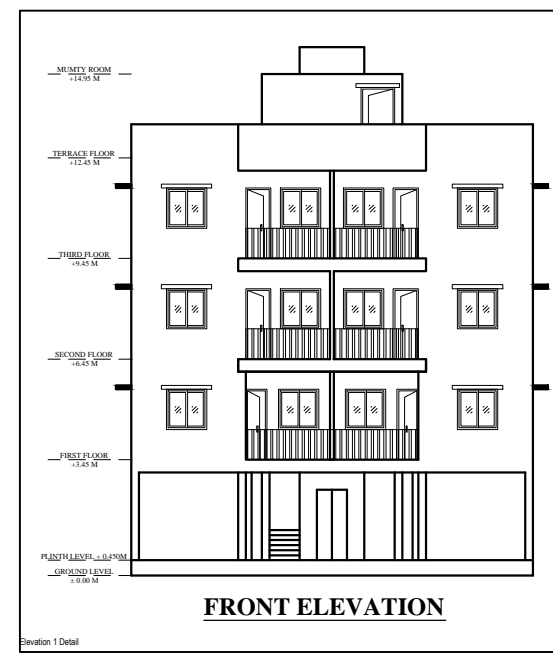 MUMTY ROOM
+14.95 M
TERRACE FLOOR
+12.45 M
THIRD FLOOR
+9.45 M
SECOND FLOOR
+6.45 M
FIRST FLOOR
+3.45 M
PLINTH LEVEL + 0.450M
GROUND LEVEL
± 0.00 M
FRONT ELEVATION
Elevation 1 Detail